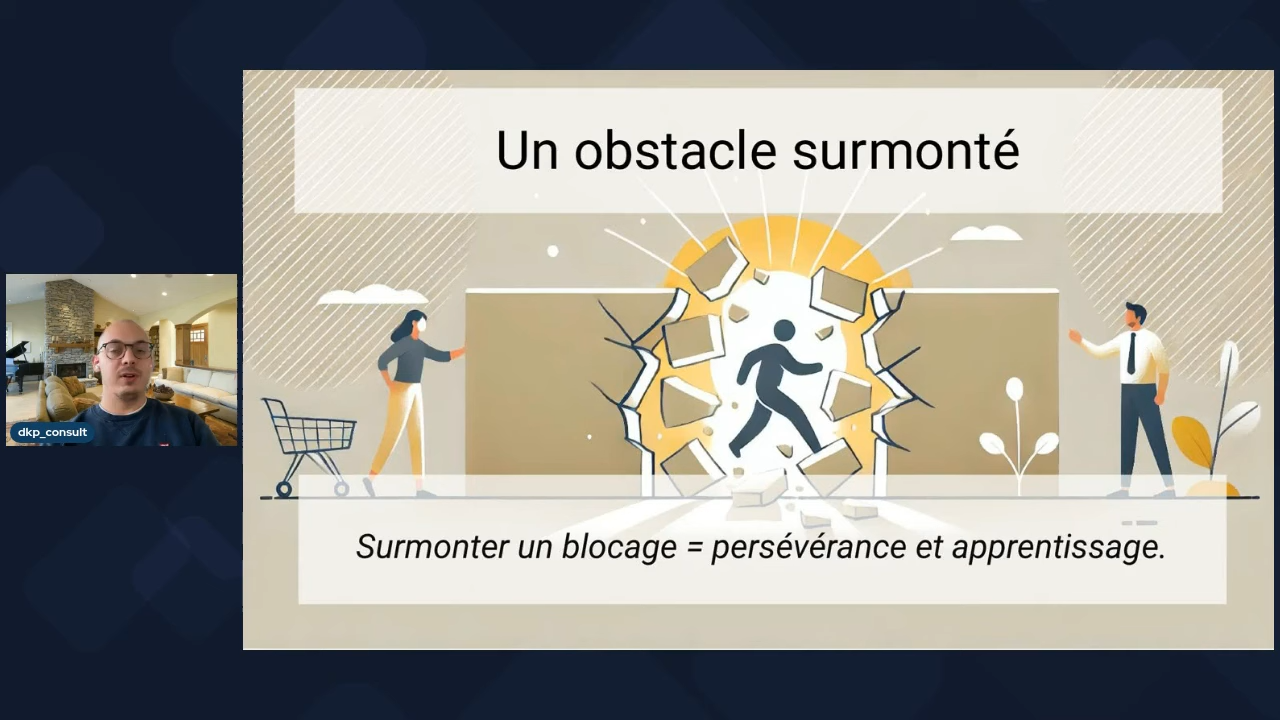 Un obstacle surmonté
dkp_consult
Surmonter un blocage = persévérance et apprentissage.